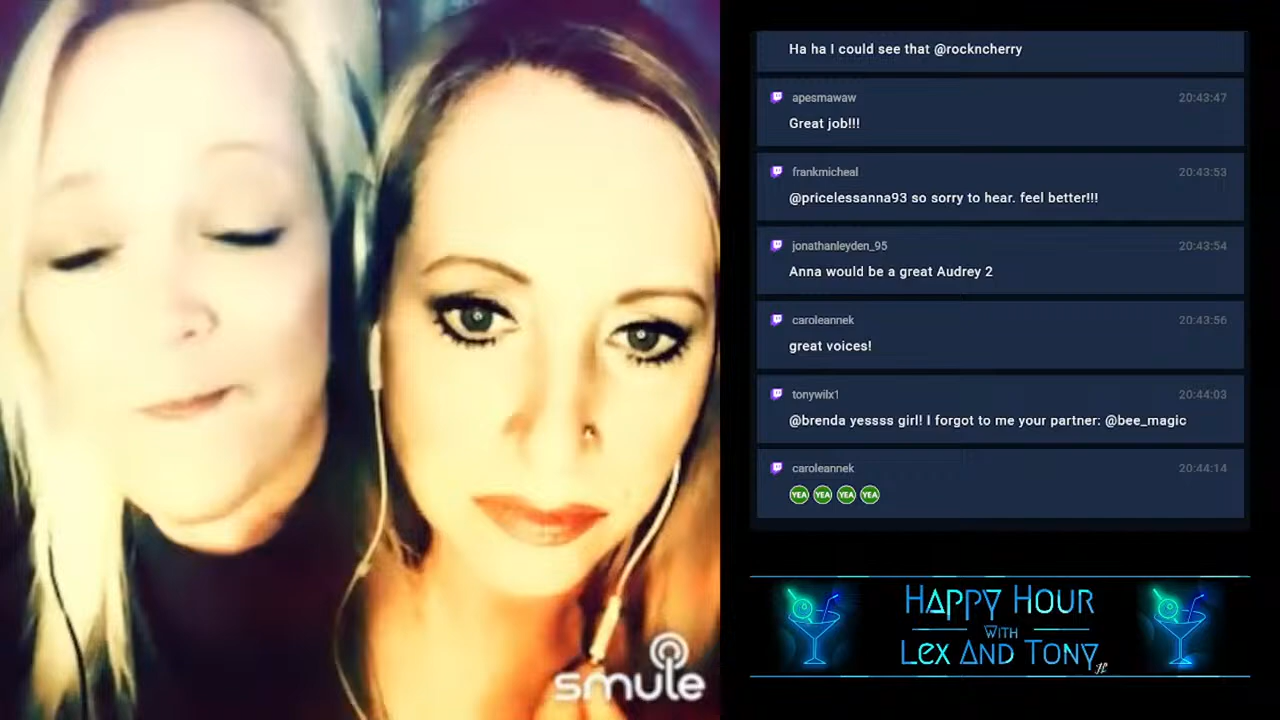 Ha ha I could see that @rockncherry
apesmawaw 20:43:47
Great job!!!
frankmicheal 20:43:53
@pricelessanna93 so sorry to hear. feel better!!!
jonathanleyden_95 20:43:54
Anna would be a great Audrey 2
caroleannek 20:43:56
great voices!
tonywilx1 20:44:03
@brenda yessss girl! I forgot to me your partner: @bee_magic
caroleannek 20:44:14
YEA YEA YEA YEA
HAPPY HOUR
WITH
LEX AND TONY
smule